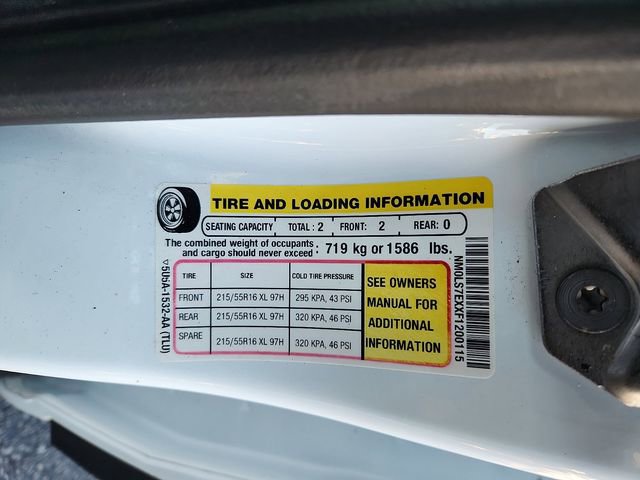 TIRE AND LOADING INFORMATION
SEATING CAPACITY TOTAL : 2 FRONT: 2 REAR: 0
The combined weight of occupants and cargo should never exceed : 719 kg or 1586 lbs.
TIRE SIZE COLD TIRE PRESSURE
FRONT 215/55R16 XL 97H 295 KPA, 43 PSI
REAR 215/55R16 XL 97H 320 KPA, 46 PSI
SPARE 215/55R16 XL 97H 320 KPA, 46 PSI
SEE OWNERS
MANUAL FOR
ADDITIONAL
INFORMATION
5U5A-1532-AA (TLU)
NM0LS7EXXF1200115